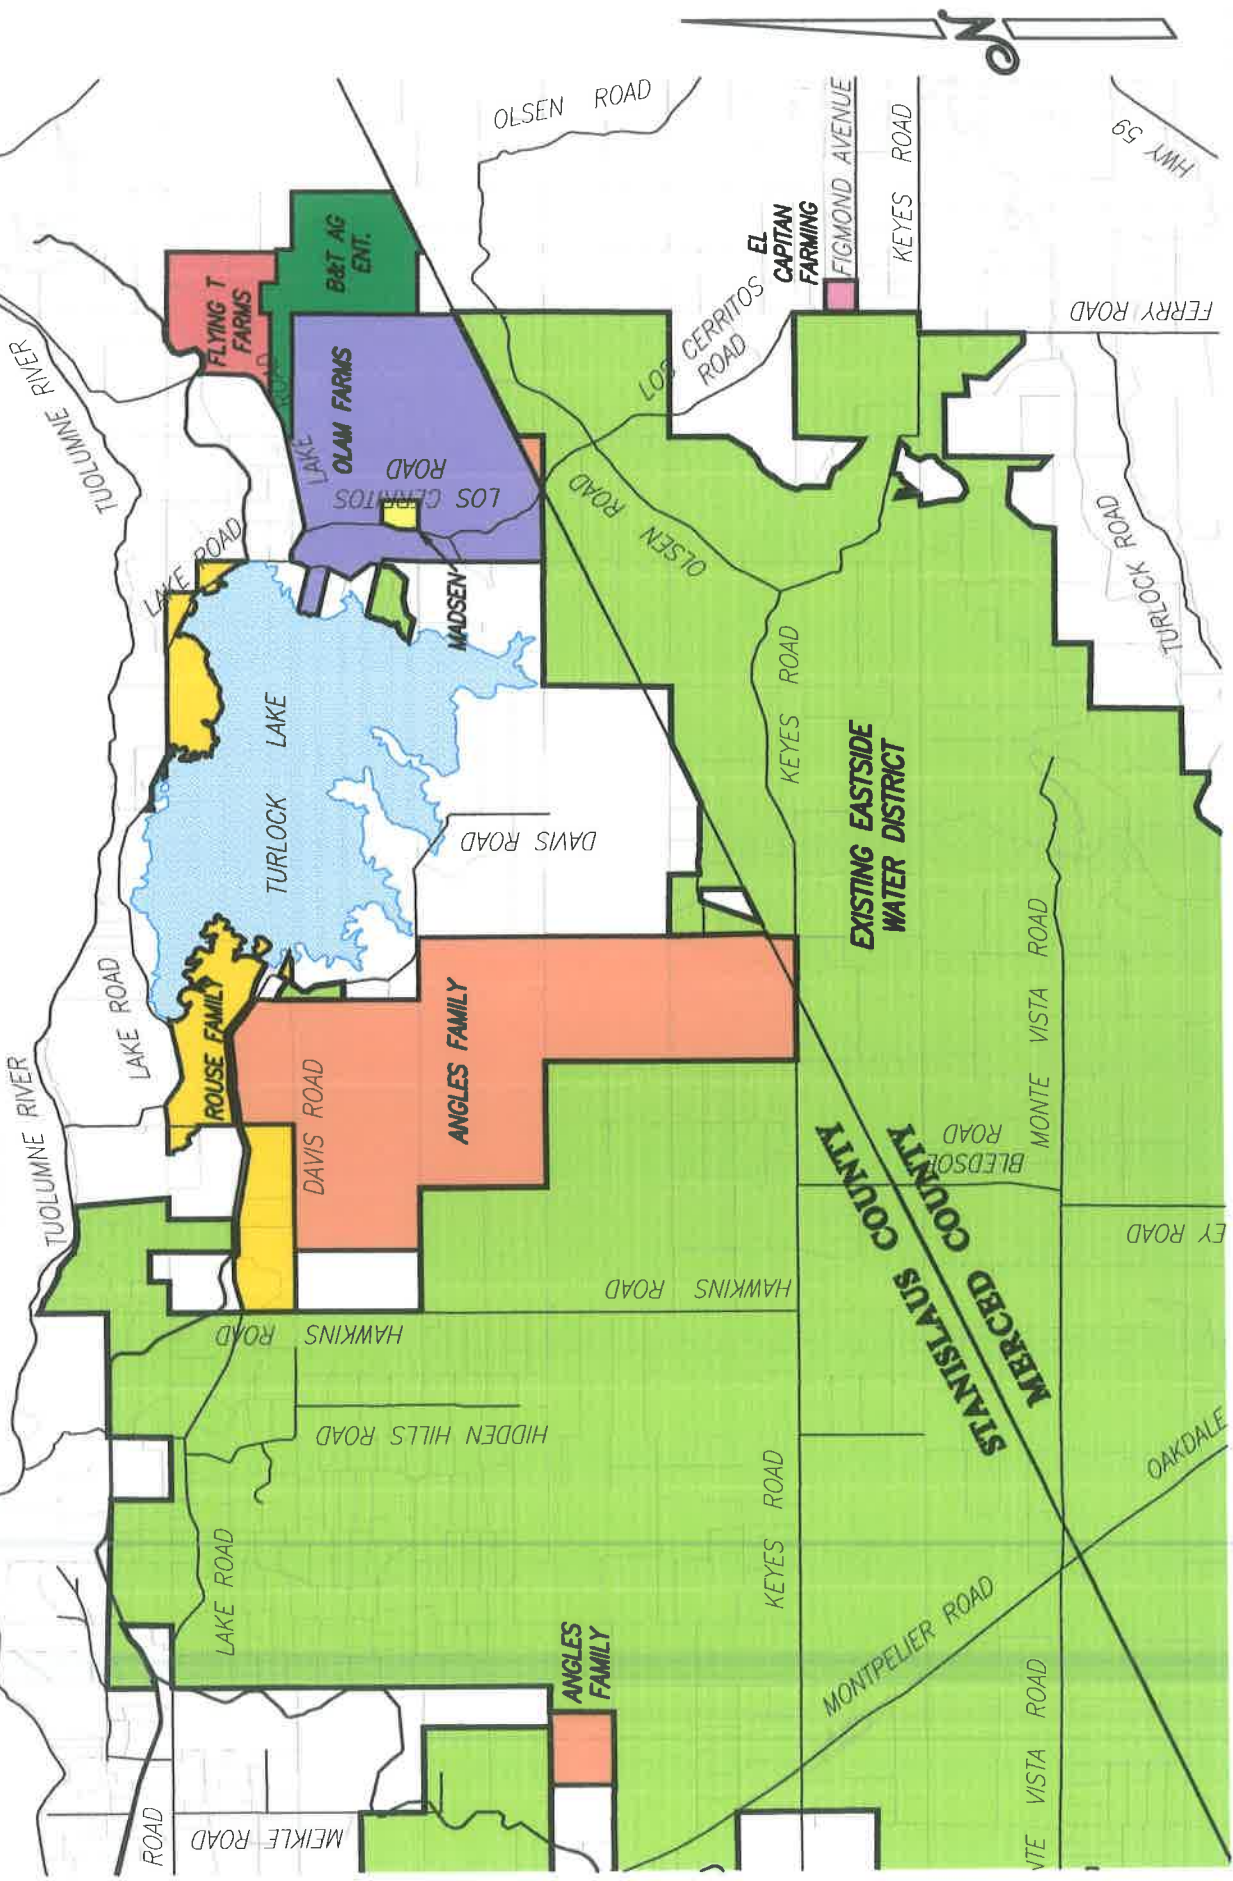 N
TUOLUMNE RIVER
TUOLUMNE RIVER
LAKE ROAD
LAKE ROAD
LAKE ROAD
LAKE
ROAD
ROAD
MEIKLE ROAD
HIDDEN HILLS ROAD
HAWKINS ROAD
HAWKINS ROAD
ROUSE FAMILY
DAVIS ROAD
DAVIS ROAD
TURLOCK LAKE
FLYING T
FARMS
B&T AG
ENT.
OLAM FARMS
LOS CERRITOS
ROAD
MADSEN
ANGLES FAMILY
ANGLES
FAMILY
OLSEN ROAD
OLSEN ROAD
LOS CERRITOS
ROAD
EL
CAPITAN
FARMING
FIGMOND AVENUE
KEYES ROAD
KEYES ROAD
KEYES ROAD
HWY 59
FERRY ROAD
TURLOCK ROAD
EXISTING EASTSIDE
WATER DISTRICT
MONTE VISTA ROAD
NTE VISTA ROAD
BLEDSOE
ROAD
EY ROAD
STANISLAUS COUNTY
MERCED COUNTY
MONTPELIER ROAD
OAKDALE